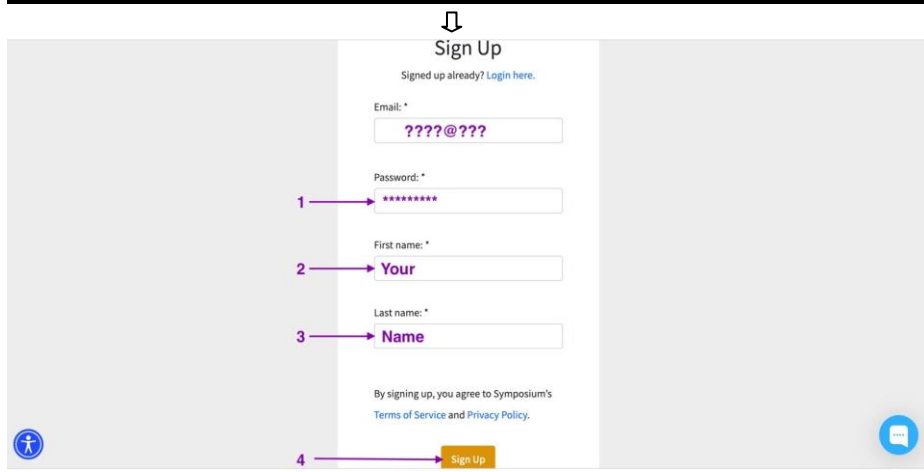 Sign Up
Signed up already? Login here.
Email: *
????@???
Password: *
1 *********
First name: *
2 Your
Last name: *
3 Name
By signing up, you agree to Symposium's
Terms of Service and Privacy Policy.
4 Sign Up